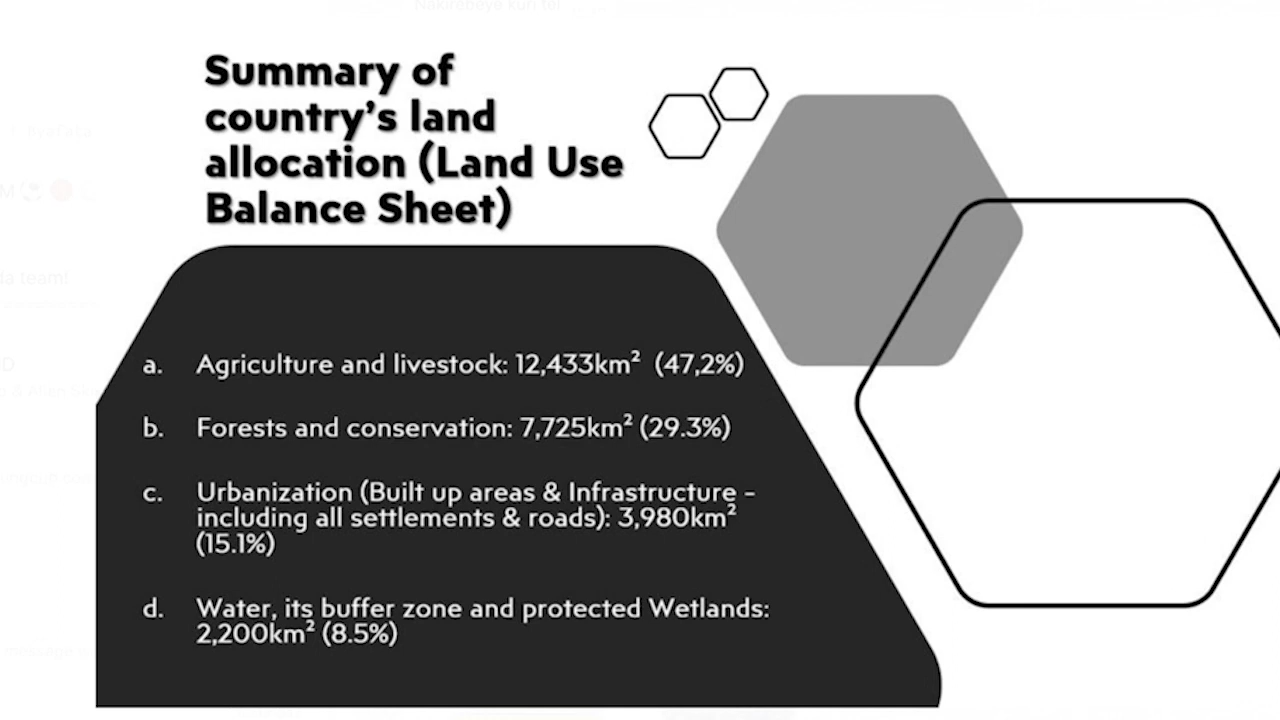 Summary of
country's land
allocation (Land Use
Balance Sheet)
a. Agriculture and livestock: 12,433km² (47,2%)
b. Forests and conservation: 7,725km² (29.3%)
c. Urbanization (Built up areas & Infrastructure -
including all settlements & roads): 3,980km²
(15.1%)
d. Water, its buffer zone and protected Wetlands:
2,200km² (8.5%)